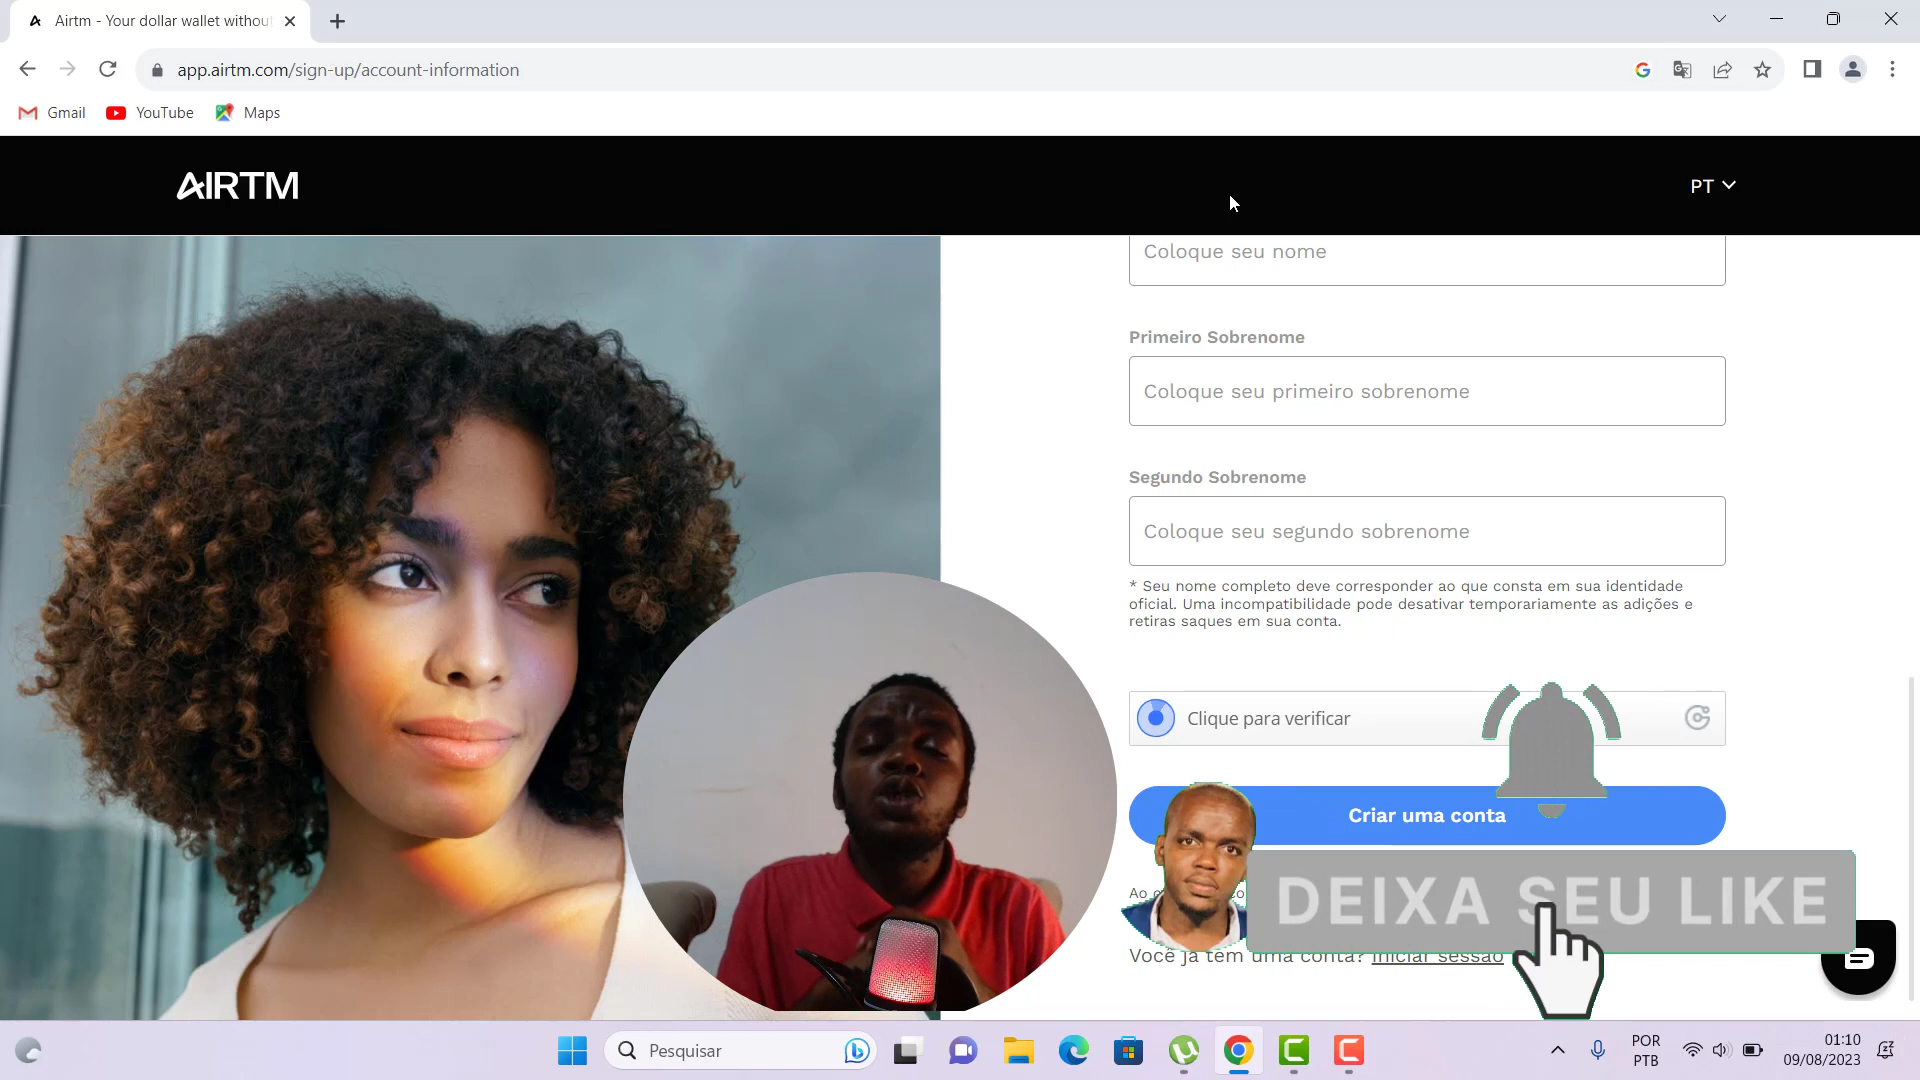 Airtm - Your dollar wallet withou
app.airtm.com/sign-up/account-information
Gmail
YouTube
Maps
AIRTM
PT
Coloque seu nome
Primeiro Sobrenome
Coloque seu primeiro sobrenome
Segundo Sobrenome
Coloque seu segundo sobrenome
* Seu nome completo deve corresponder ao que consta em sua identidade
oficial. Uma incompatibilidade pode desativar temporariamente as adições e
retiras saques em sua conta.
Clique para verificar
Criar uma conta
Ao
DEIXA SEU LIKE
Você já tem uma conta? Iniciar sessão
Pesquisar
POR
PTB
01:10
09/08/2023